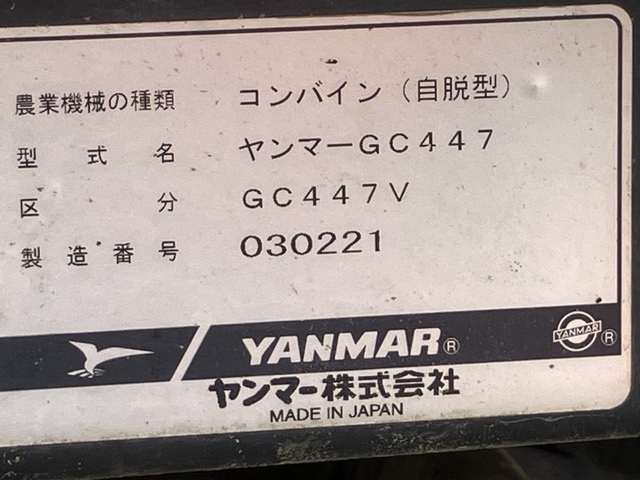 農業機械の種類 コンバイン（自脱型）
型式名 ヤンマーGC447
区分 GC447V
製造番号 030221
YANMAR®
YANMAR ®
ヤンマー株式会社
MADE IN JAPAN